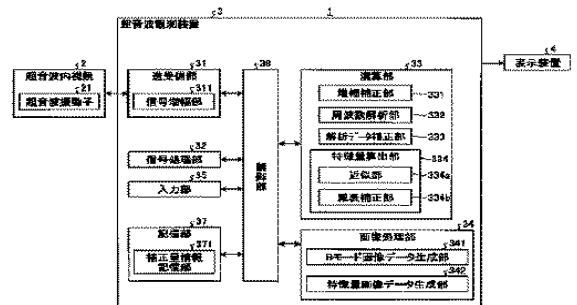 3
1
超音波観測装置
2
超音波内視鏡
21
超音波振動子
31
送受信部
311
信号増幅部
32
信号処理部
35
入力部
37
記憶部
371
補正量情報
記憶部
36
制御部
33
演算部
増幅補正部
331
周波数解析部
332
解析データ補正部
333
特徴量算出部
334
近似部
334a
減衰補正部
334b
34
画像処理部
341
Bモード画像データ生成部
342
特徴量画像データ生成部
4
表示装置